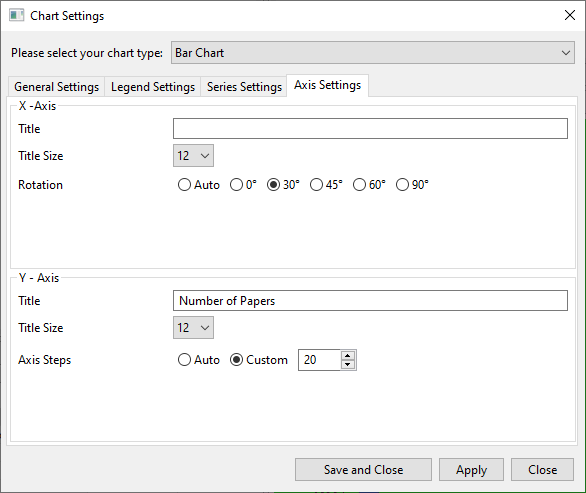 Chart Settings
Please select your chart type: Bar Chart
General Settings Legend Settings Series Settings Axis Settings
X -Axis
Title
Title Size 12
Rotation Auto 0° 30° 45° 60° 90°
Y - Axis
Title Number of Papers
Title Size 12
Axis Steps Auto Custom 20
Save and Close Apply Close